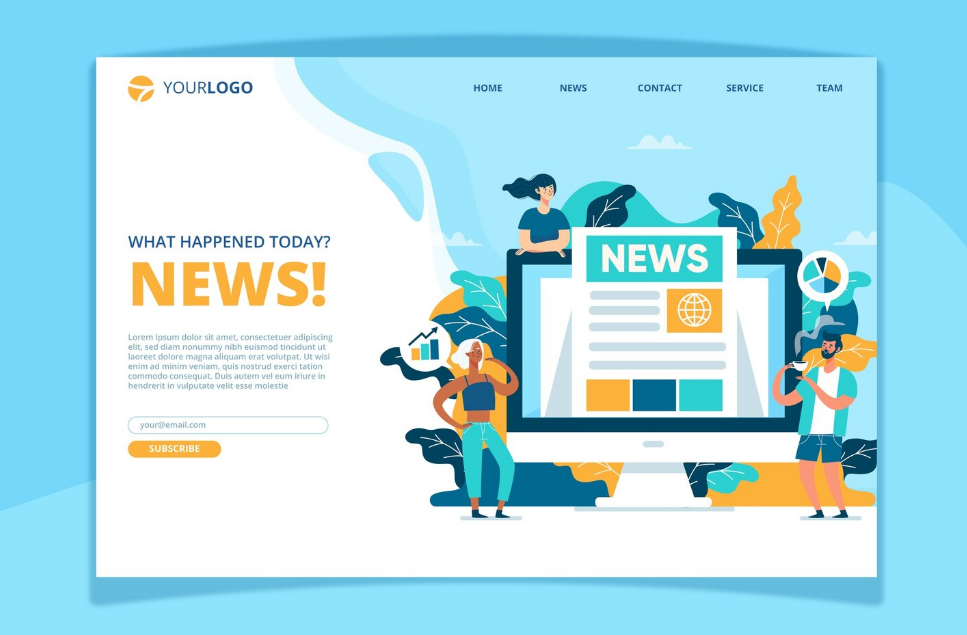 YOURLOGO
HOME NEWS CONTACT SERVICE TEAM
WHAT HAPPENED TODAY?
NEWS!
Lorem ipsum dolor sit amet, consectetuer adipiscing
elit, sed diam nonummy nibh euismod tincidunt ut
laoreet dolore magna aliquam erat volutpat. Ut wisi
enim ad minim veniam, quis nostrud exerci tation
commodo consequat. Duis autem vel eum iriure in
hendrerit in vulputate velit esse molestie
your@email.com
SUBSCRIBE
NEWS